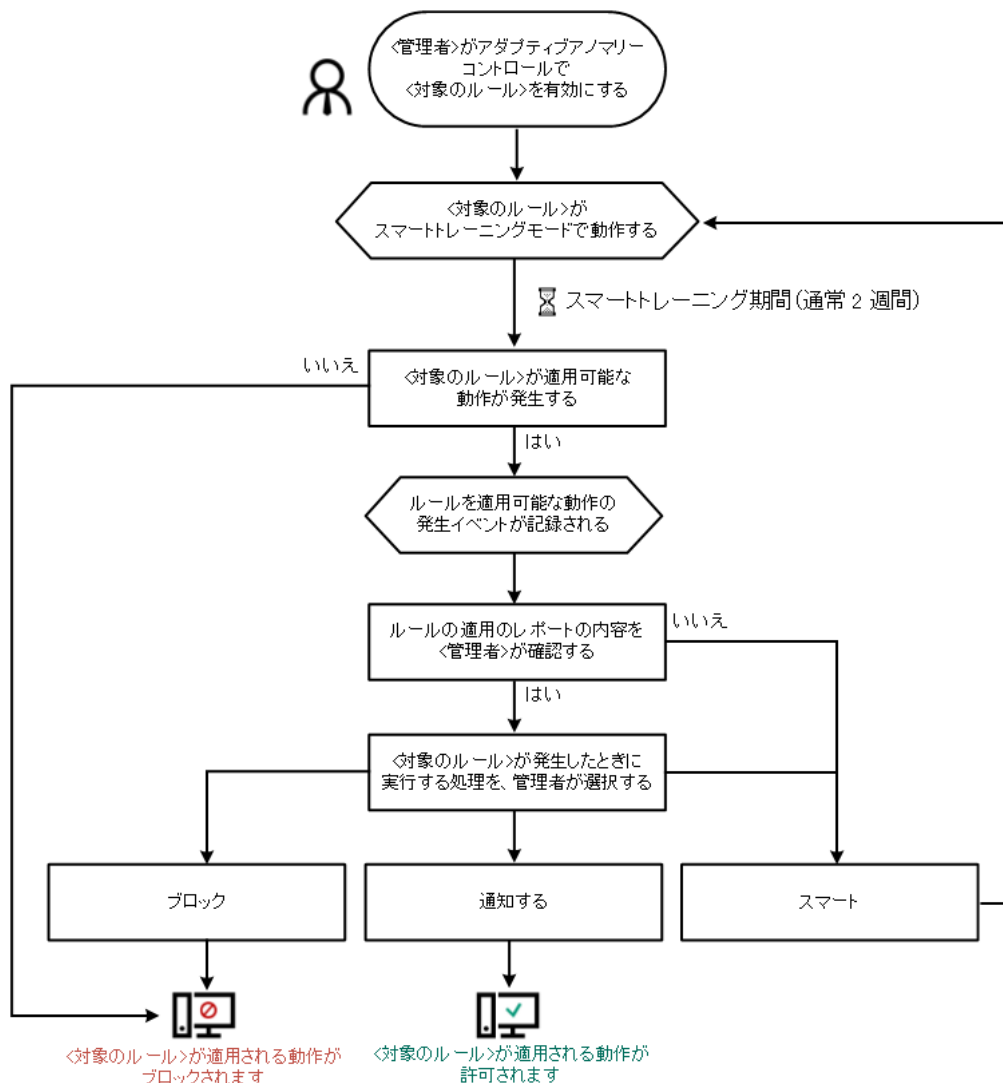 <管理者>がアダプティブアノマリー
コントロールで
<対象のルール>を有効にする
<対象のルール>が
スマートトレーニングモードで動作する
スマートトレーニング期間(通常 2 週間)
いいえ
<対象のルール>が適用可能な
動作が発生する
はい
ルールを適用可能な動作の
発生イベントが記録される
ルールの適用のレポートの内容を
<管理者>が確認する
いいえ
はい
<対象のルール>が発生したときに
実行する処理を、管理者が選択する
ブロック
通知する
スマート
<対象のルール>が適用される動作が
ブロックされます
<対象のルール>が適用される動作が
許可されます